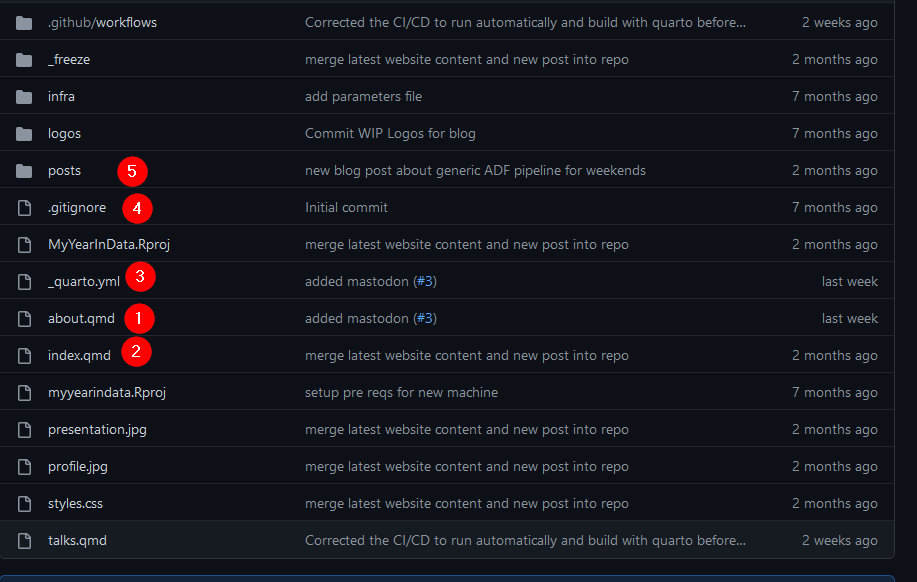 .github/workflows Corrected the CI/CD to run automatically and build with quarto before... 2 weeks ago
_freeze merge latest website content and new post into repo 2 months ago
infra add parameters file 7 months ago
logos Commit WIP Logos for blog 7 months ago
posts 5 new blog post about generic ADF pipeline for weekends 2 months ago
.gitignore 4 Initial commit 7 months ago
MyYearInData.Rproj merge latest website content and new post into repo 2 months ago
_quarto.yml 3 added mastodon (#3) last week
about.qmd 1 added mastodon (#3) last week
index.qmd 2 merge latest website content and new post into repo 2 months ago
myyearindata.Rproj setup pre reqs for new machine 7 months ago
presentation.jpg merge latest website content and new post into repo 2 months ago
profile.jpg merge latest website content and new post into repo 2 months ago
styles.css merge latest website content and new post into repo 2 months ago
talks.qmd Corrected the CI/CD to run automatically and build with quarto before... 2 weeks ago